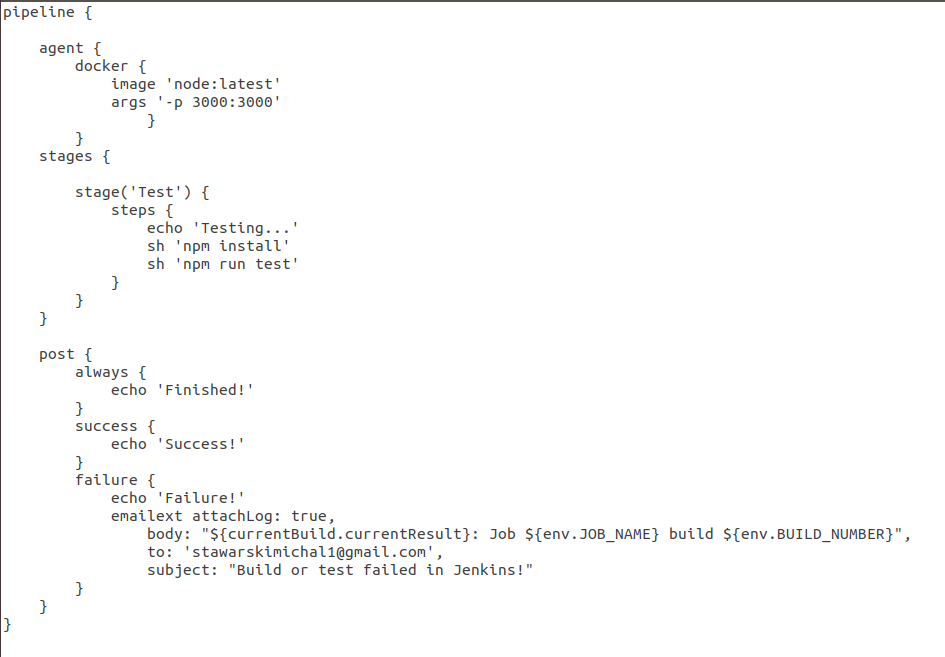 pipeline {
    agent {
        docker {
            image 'node:latest'
            args '-p 3000:3000'
                }
        }
    stages {
        stage('Test') {
            steps {
                echo 'Testing...'
                sh 'npm install'
                sh 'npm run test'
            }
        }
    }
    post {
        always {
            echo 'Finished!'
        }
        success {
            echo 'Success!'
        }
        failure {
            echo 'Failure!'
            emailext attachLog: true,
                body: "${currentBuild.currentResult}: Job ${env.JOB_NAME} build ${env.BUILD_NUMBER}",
                to: 'stawarskimichal1@gmail.com',
                subject: "Build or test failed in Jenkins!"
        }
    }
}